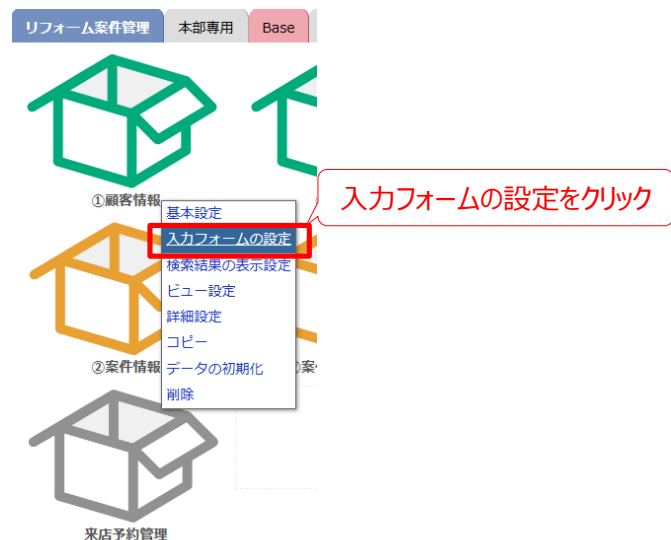 リフォーム案件管理
本部専用
Base
①顧客情報
入力フォームの設定をクリック
基本設定
入力フォームの設定
検索結果の表示設定
ビュー設定
詳細設定
コピー
データの初期化
削除
②案件情報
案
来店予約管理